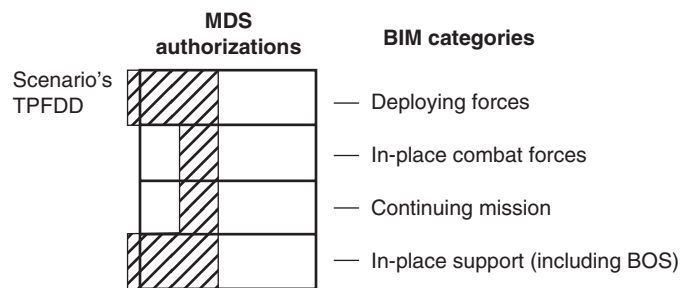 MDS
authorizations
BIM categories
Scenario’s
TPFDD
Deploying forces
In-place combat forces
Continuing mission
In-place support (including BOS)